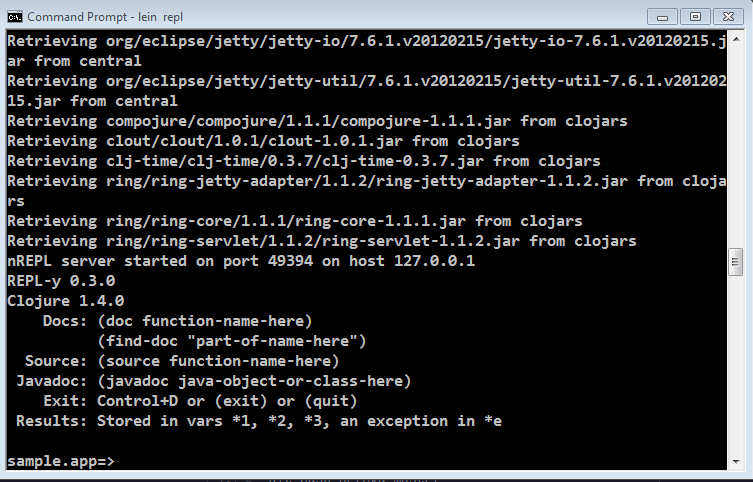 Command Prompt - lein  repl
Retrieving org/eclipse/jetty/jetty-io/7.6.1.v20120215/jetty-io-7.6.1.v20120215.j
ar from central
Retrieving org/eclipse/jetty/jetty-util/7.6.1.v20120215/jetty-util-7.6.1.v201202
15.jar from central
Retrieving compojure/compojure/1.1.1/compojure-1.1.1.jar from clojars
Retrieving clout/clout/1.0.1/clout-1.0.1.jar from clojars
Retrieving clj-time/clj-time/0.3.7/clj-time-0.3.7.jar from clojars
Retrieving ring/ring-jetty-adapter/1.1.2/ring-jetty-adapter-1.1.2.jar from cloja
rs
Retrieving ring/ring-core/1.1.1/ring-core-1.1.1.jar from clojars
Retrieving ring/ring-servlet/1.1.2/ring-servlet-1.1.2.jar from clojars
nREPL server started on port 49394 on host 127.0.0.1
REPL-y 0.3.0
Clojure 1.4.0
    Docs: (doc function-name-here)
          (find-doc "part-of-name-here")
  Source: (source function-name-here)
 Javadoc: (javadoc java-object-or-class-here)
    Exit: Control+D or (exit) or (quit)
 Results: Stored in vars *1, *2, *3, an exception in *e
sample.app=>